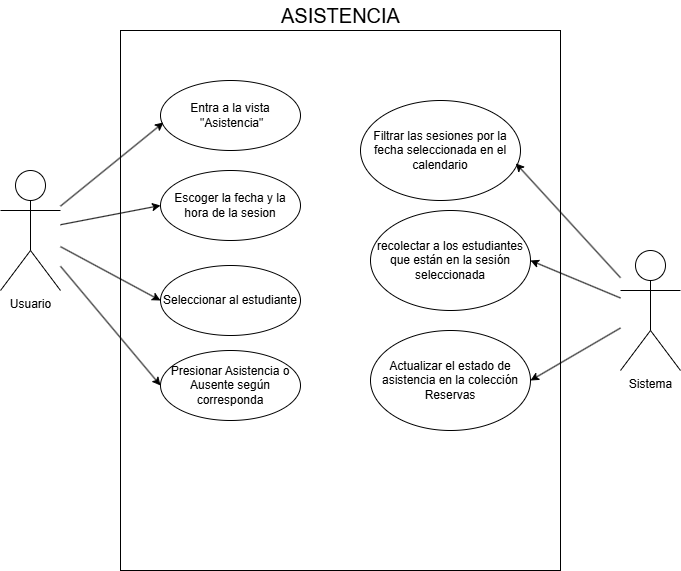 ASISTENCIA
Entra a la vista
"Asistencia"
Escoger la fecha y la
hora de la sesion
Seleccionar al estudiante
Presionar Asistencia o
Ausente según
corresponda
Usuario
Filtrar las sesiones por la
fecha seleccionada en el
calendario
recolectar a los estudiantes
que están en la sesión
seleccionada
Actualizar el estado de
asistencia en la colección
Reservas
Sistema